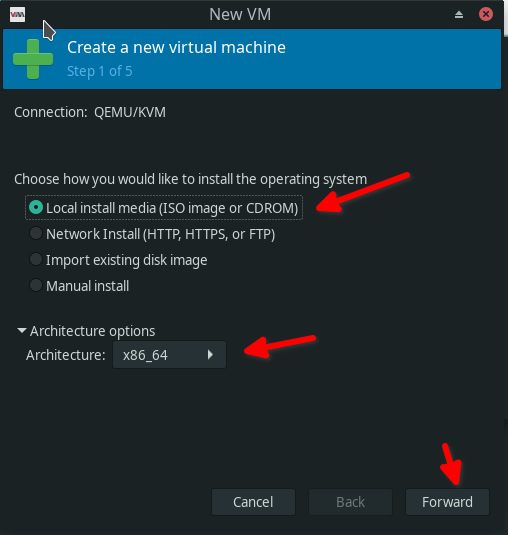 New VM
Create a new virtual machine
Step 1 of 5
Connection: QEMU/KVM
Choose how you would like to install the operating system
Local install media (ISO image or CDROM)
Network Install (HTTP, HTTPS, or FTP)
Import existing disk image
Manual install
Architecture options
Architecture: x86_64
Cancel Back Forward